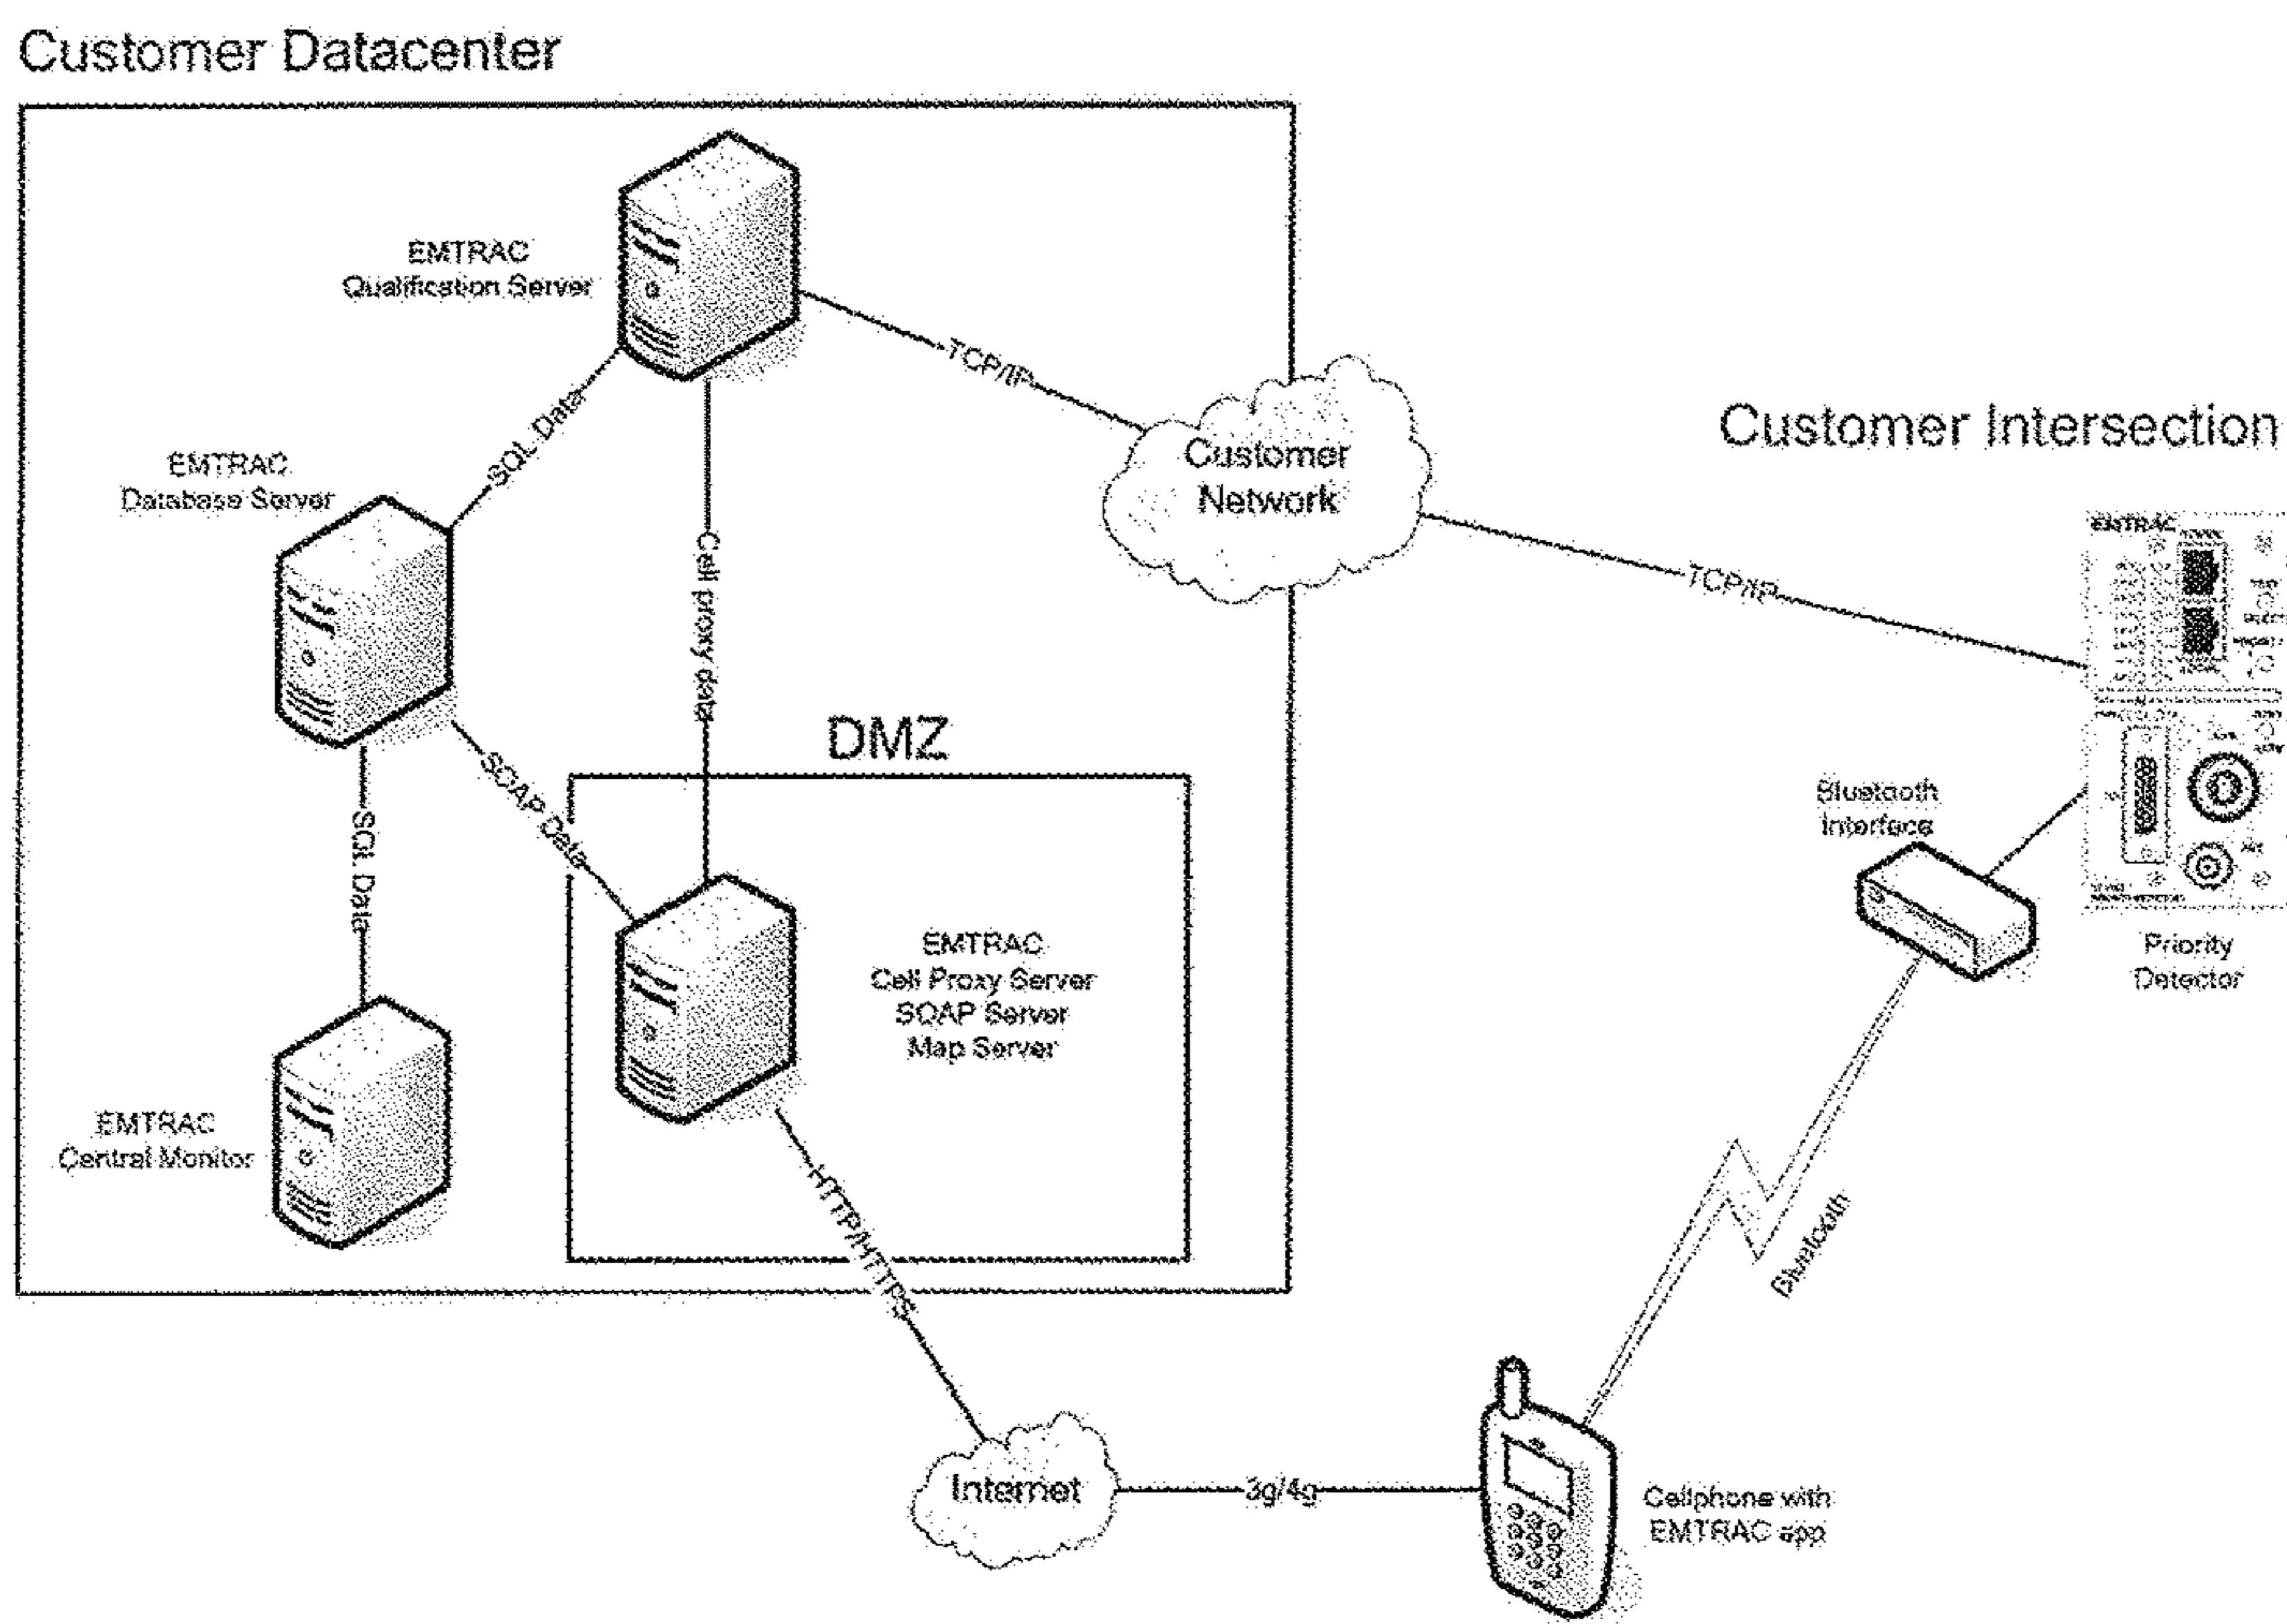 Customer Datacenter
EMTRAC
Qualification Server
TCP/IP
SQL Data
Customer
Network
Customer Intersection
EMTRAC
Database Server
EMTRAC
Cell proxy data
TCP/IP
DMZ
SOAP Data
SQL Data
Bluetooth
Interface
EMTRAC
Cell Proxy Server
SOAP Server
Map Server
Priority
Detector
EMTRAC
Central Monitor
HTTP/HTTPS
Bluetooth
Internet
3g/4g
Cellphone with
EMTRAC app